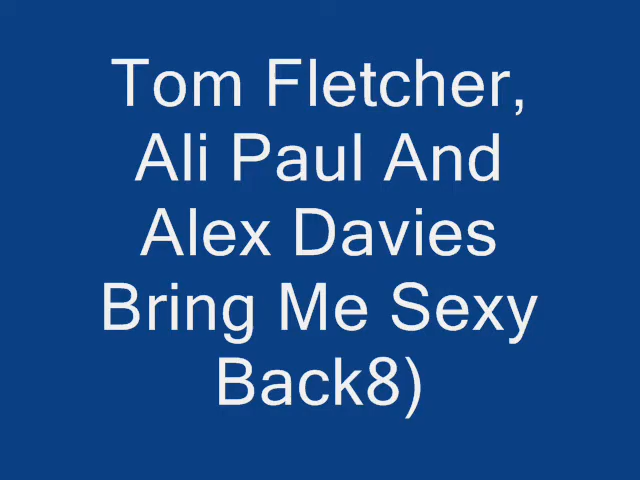 Tom Fletcher,
Ali Paul And
Alex Davies
Bring Me Sexy
Back8)